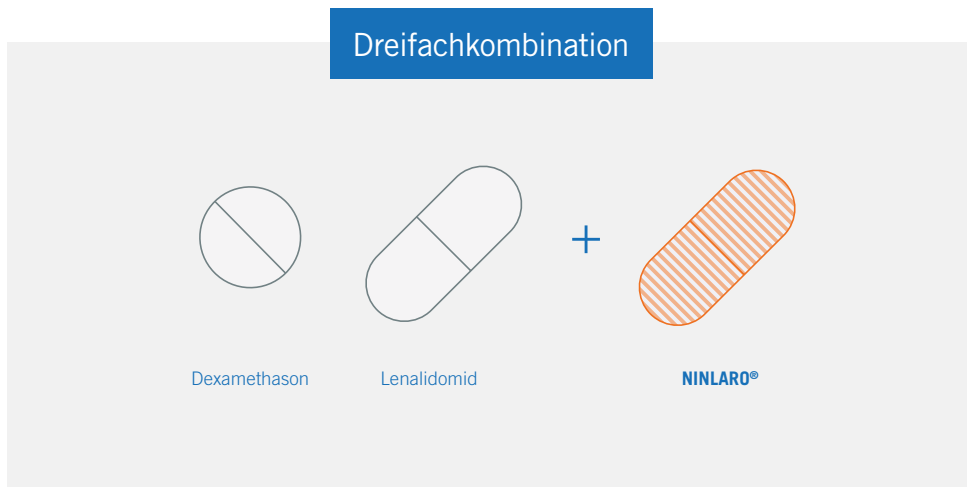 Dreifachkombination
Dexamethason
Lenalidomid
+
NINLARO®